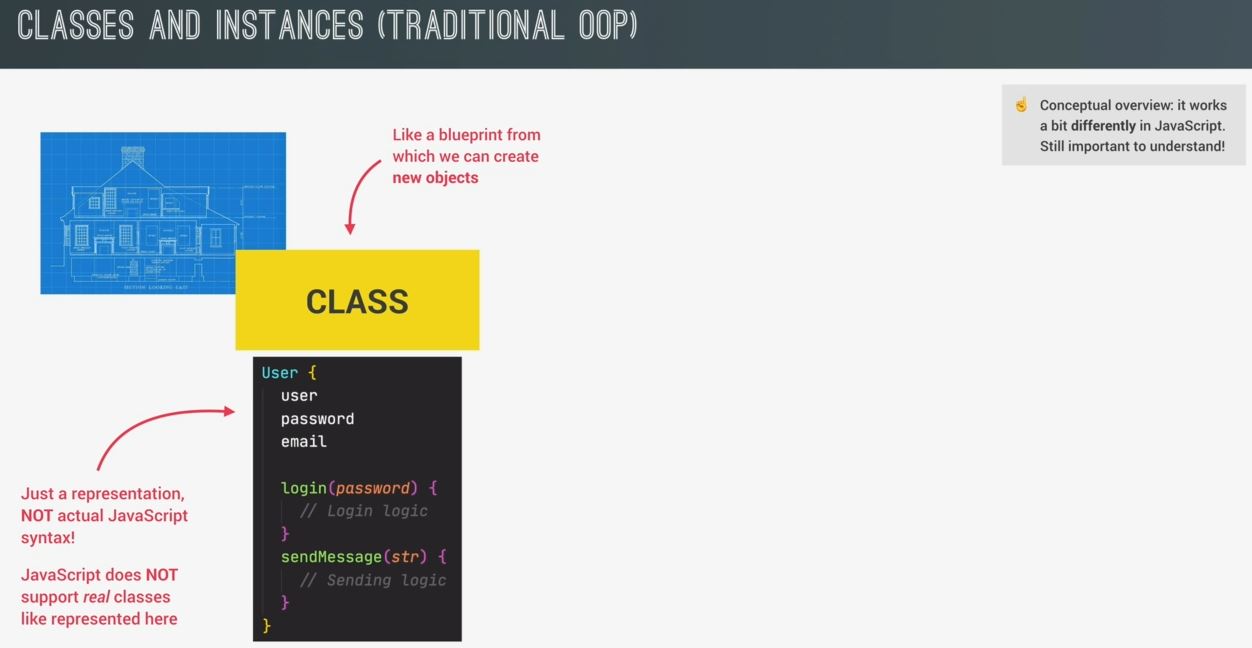 CLASSES AND INSTANCES (TRADITIONAL OOP)
☝ Conceptual overview: it works
a bit differently in JavaScript.
Still important to understand!
Like a blueprint from
which we can create
new objects
SECTION LOOKING EAST
CLASS
User {
user
password
email
login(password) {
// Login logic
}
sendMessage(str) {
// Sending logic
}
}
Just a representation,
NOT actual JavaScript
syntax!
JavaScript does NOT
support real classes
like represented here